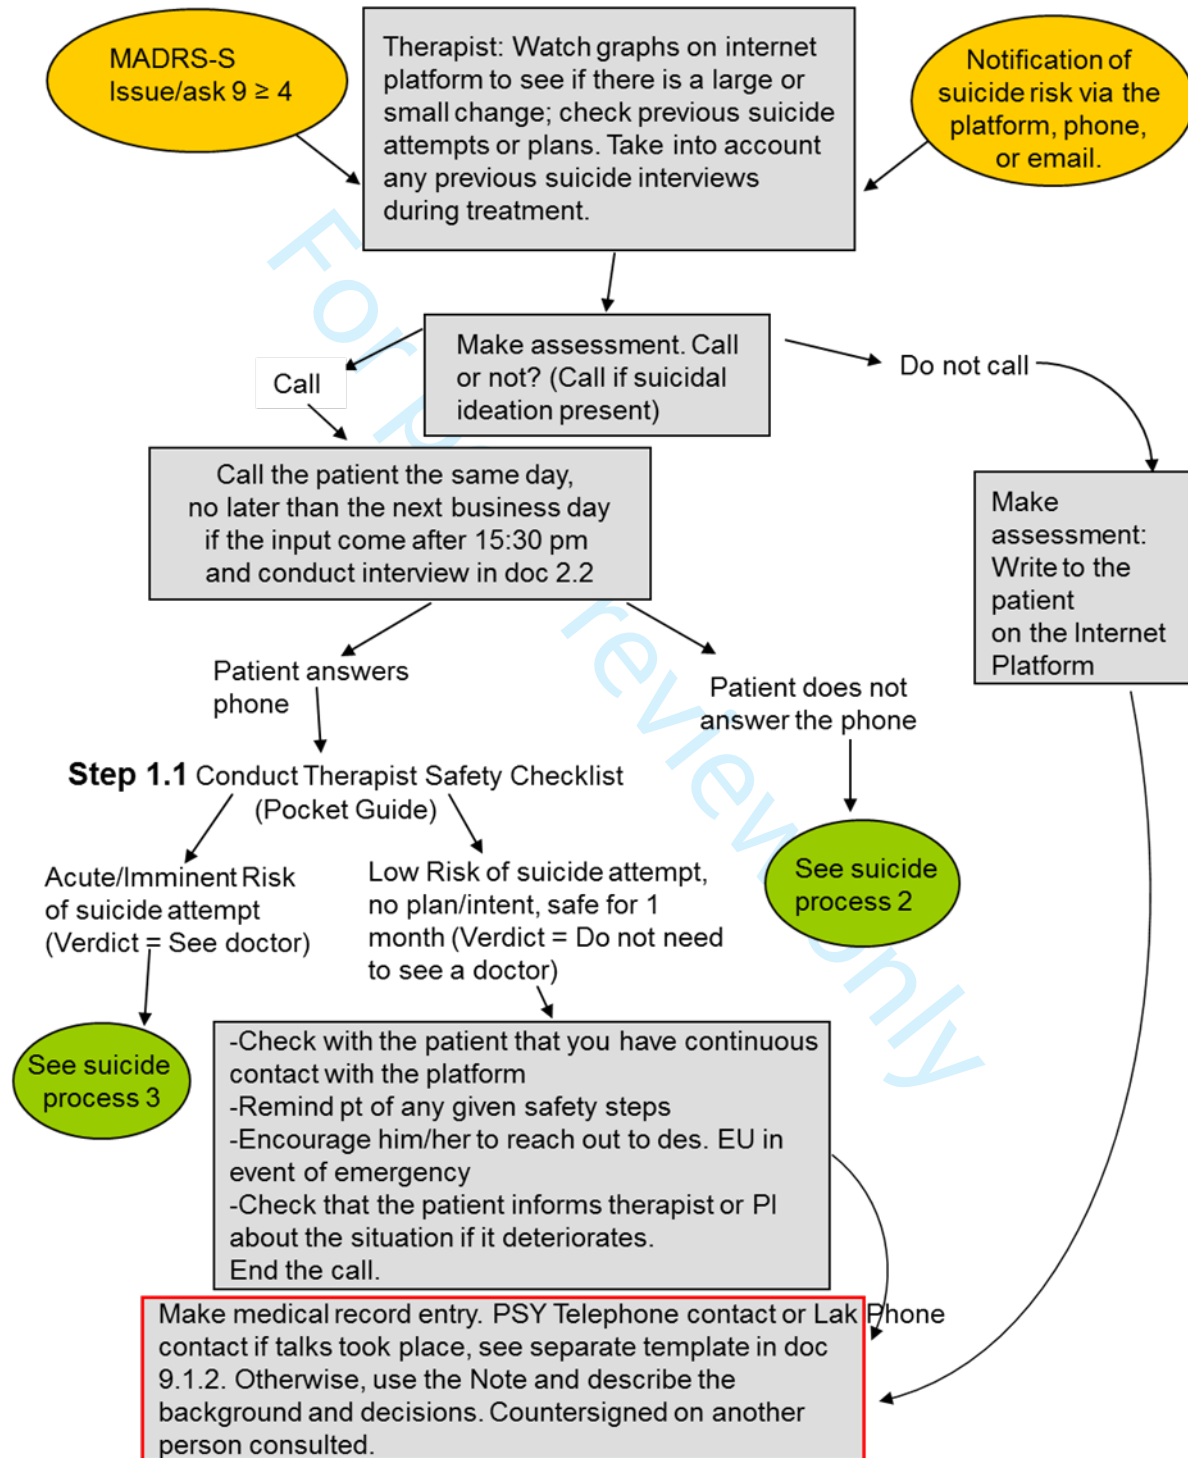 MADRS-S
Issue/ask 9 ≥ 4
Therapist: Watch graphs on internet
platform to see if there is a large or
small change; check previous suicide
attempts or plans. Take into account
any previous suicide interviews
during treatment.
Notification of
suicide risk via the
platform, phone,
or email.
Make assessment. Call
or not? (Call if suicidal
ideation present)
Call
Do not call
Call the patient the same day,
no later than the next business day
if the input come after 15:30 pm
and conduct interview in doc 2.2
Make
assessment:
Write to the
patient
on the Internet
Platform
Patient answers
phone
Patient does not
answer the phone
Step 1.1 Conduct Therapist Safety Checklist
(Pocket Guide)
Acute/Imminent Risk
of suicide attempt
(Verdict = See doctor)
Low Risk of suicide attempt,
no plan/intent, safe for 1
month (Verdict = Do not need
to see a doctor)
See suicide
process 2
See suicide
process 3
-Check with the patient that you have continuous
contact with the platform
-Remind pt of any given safety steps
-Encourage him/her to reach out to des. EU in
event of emergency
-Check that the patient informs therapist or PI
about the situation if it deteriorates.
End the call.
Make medical record entry. PSY Telephone contact or Lak Phone
contact if talks took place, see separate template in doc
9.1.2. Otherwise, use the Note and describe the
background and decisions. Countersigned on another
person consulted.
For peer review only